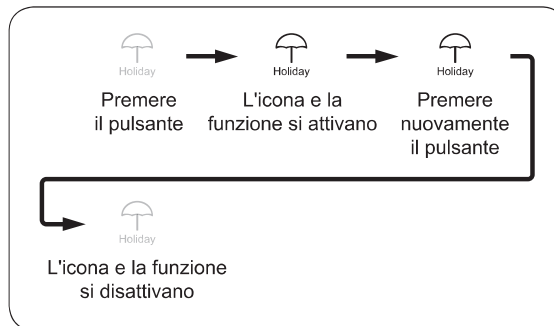 Holiday
Premere
il pulsante
Holiday
L'icona e la
funzione si attivano
Holiday
Premere
nuovamente
il pulsante
Holiday
L'icona e la funzione
si disattivano